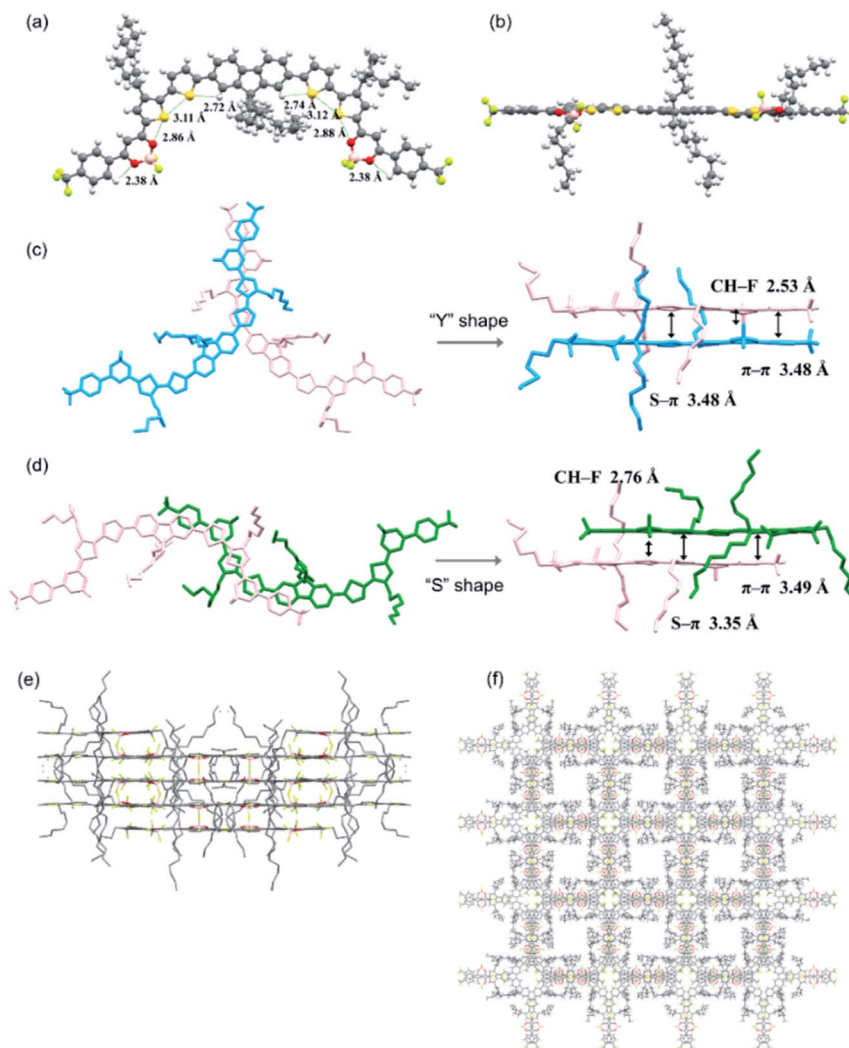 (a)
(b)
2.72 Å
2.74 Å
3.11 Å
3.12 Å
2.86 Å
2.88 Å
2.38 Å
2.38 Å
(c)
"Y" shape
CH–F 2.53 Å
π–π 3.48 Å
S–π 3.48 Å
(d)
"S" shape
CH–F 2.76 Å
π–π 3.49 Å
S–π 3.35 Å
(e)
(f)